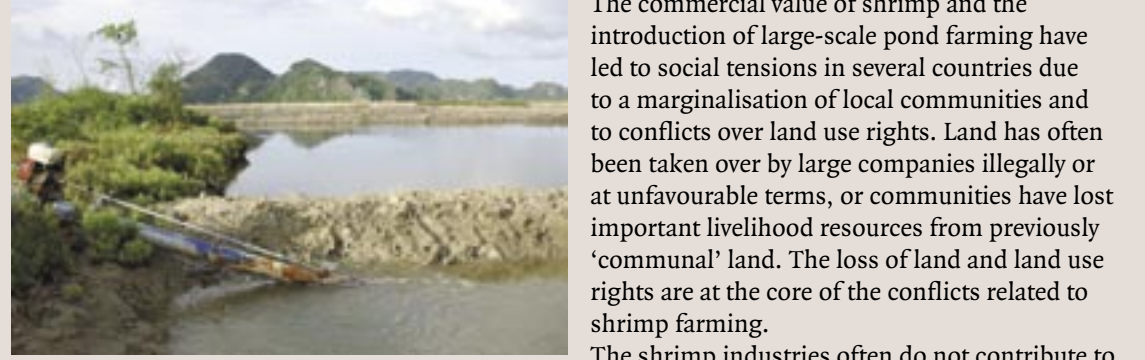 The commercial value of shrimp and the
introduction of large-scale pond farming have
led to social tensions in several countries due
to a marginalisation of local communities and
to conflicts over land use rights. Land has often
been taken over by large companies illegally or
at unfavourable terms, or communities have lost
important livelihood resources from previously
‘communal’ land. The loss of land and land use
rights are at the core of the conflicts related to
shrimp farming.
The shrimp industries often do not contribute to